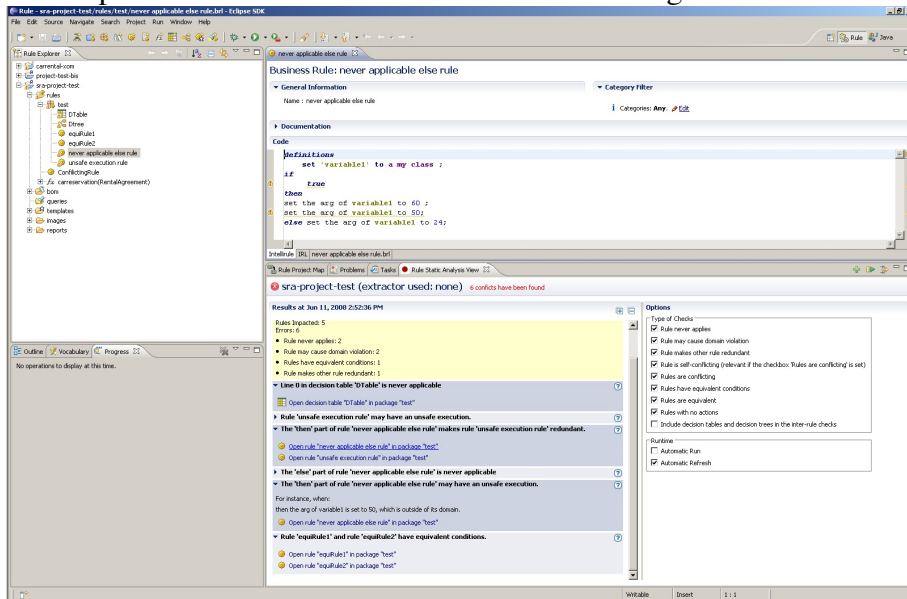 Rule - sra-project-test/rules/test/never applicable else rule.brl - Eclipse SDK
File Edit Source Navigate Search Project Run Window Help
Rule Java
Rule Explorer
carrental-xom
project-test-bis
sra-project-test
rules
test
DTable
Dtree
equiRule1
equiRule2
never applicable else rule
unsafe execution rule
ConflictingRule
carreservation(RentalAgreement)
bom
queries
templates
images
reports
Outline Vocabulary Progress
No operations to display at this time.
never applicable else rule
Business Rule: never applicable else rule
General Information
Name : never applicable else rule
Category Filter
Categories: Any. Edit
Documentation
Code
definitions
set 'variable1' to a my class ;
if
true
then
set the arg of variable1 to 60 ;
set the arg of variable1 to 50;
else set the arg of variable1 to 24;
Intellirule IRL never applicable else rule.brl
Rule Project Map Problems Tasks Rule Static Analysis View
sra-project-test (extractor used: none) 6 conficts have been found
Results at Jun 11, 2008 2:52:36 PM
Rules Impacted: 5
Errors: 6
• Rule never applies: 2
• Rule may cause domain violation: 2
• Rules have equivalent conditions: 1
• Rule makes other rule redundant: 1
Line 0 in decision table 'DTable' is never applicable
Open decision table "DTable" in package "test"
Rule 'unsafe execution rule' may have an unsafe execution.
The 'then' part of rule 'never applicable else rule' makes rule 'unsafe execution rule' redundant.
Open rule "never applicable else rule" in package "test"
Open rule "unsafe execution rule" in package "test"
The 'else' part of rule 'never applicable else rule' is never applicable
The 'then' part of rule 'never applicable else rule' may have an unsafe execution.
For instance, when:
then the arg of variable1 is set to 50, which is outside of its domain.
Open rule "never applicable else rule" in package "test"
Rule 'equiRule1' and rule 'equiRule2' have equivalent conditions.
Open rule "equiRule1" in package "test"
Open rule "equiRule2" in package "test"
Options
Type of Checks
Rule never applies
Rule may cause domain violation
Rule makes other rule redundant
Rule is self-conflicting (relevant if the checkbox 'Rules are conflicting' is set)
Rules are conflicting
Rules have equivalent conditions
Rules are equivalent
Rules with no actions
Include decision tables and decision trees in the inter-rule checks
Runtime
Automatic Run
Automatic Refresh
Writable Insert 1 : 1